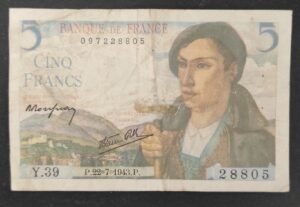 5 BANQUE DE FRANCE 5
097228805
CINQ
FRANCS
Y.39 P.22-7-1943.P. 28805